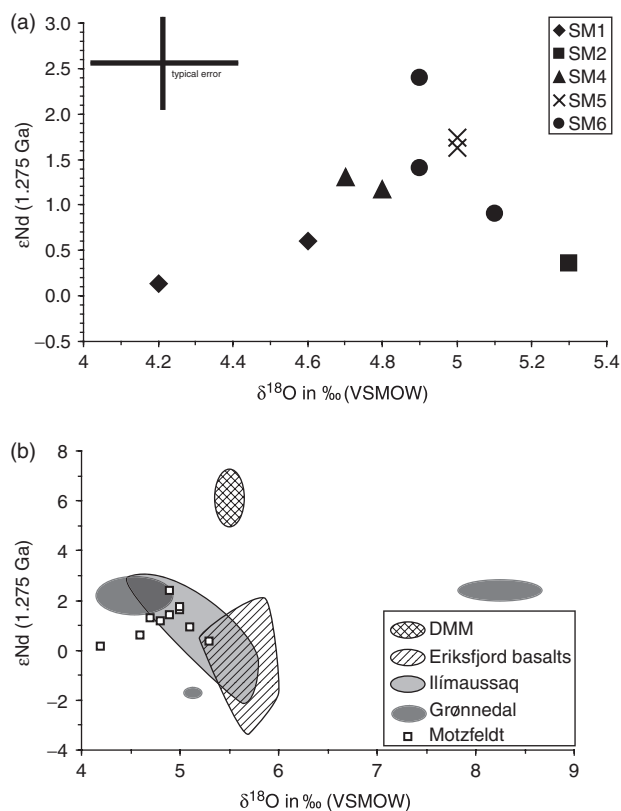 (a)
3.0
2.5
2.0
1.5
1.0
0.5
0.0
–0.5
εNd (1.275 Ga)
typical error
SM1
SM2
SM4
SM5
SM6
4 4.2 4.4 4.6 4.8 5 5.2 5.4
δ¹⁸O in ‰ (VSMOW)
(b)
8
6
4
2
0
–2
–4
εNd (1.275 Ga)
DMM
Eriksfjord basalts
Ilímaussaq
Grønnedal
Motzfeldt
4 5 6 7 8 9
δ¹⁸O in ‰ (VSMOW)